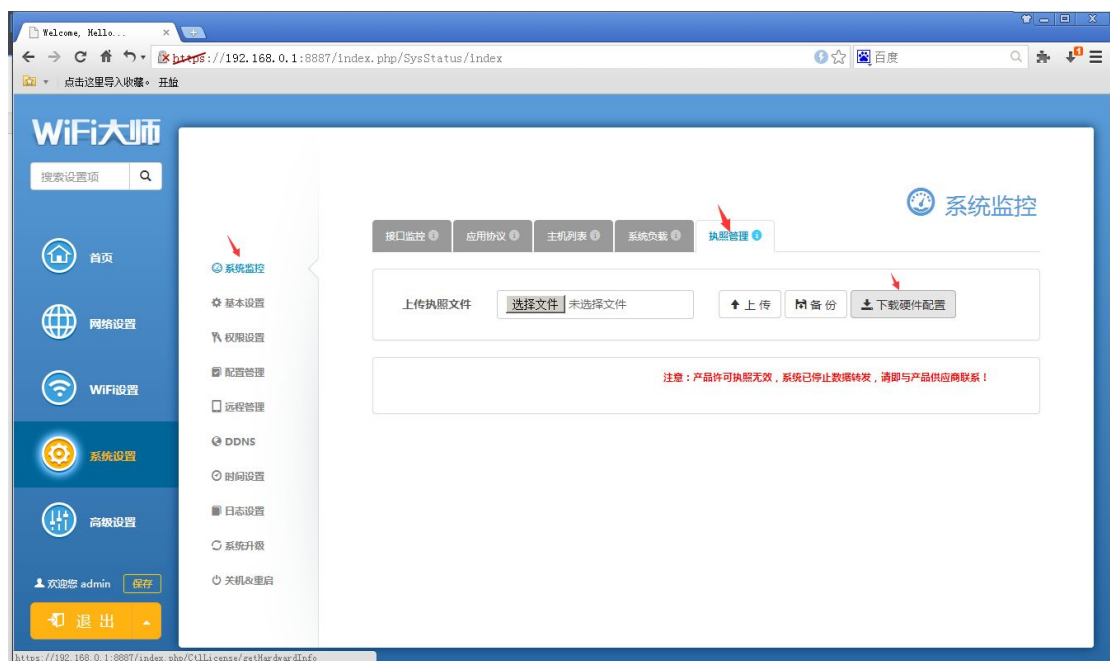 Welcome, Hello...
https://192.168.0.1:8887/index.php/SysStatus/index
百度
点击这里导入收藏。 开始
WiFi大师
搜索设置项
首页
网络设置
WiFi设置
系统设置
高级设置
欢迎您 admin 保存
退 出
系统监控
基本设置
权限设置
配置管理
远程管理
DDNS
时间设置
日志设置
系统升级
关机&重启
系统监控
接口监控 应用协议 主机列表 系统负载 执照管理
上传执照文件 选择文件 未选择文件 上 传 备 份 下载硬件配置
注意：产品许可执照无效，系统已停止数据转发，请即与产品供应商联系！
https://192.168.0.1:8887/index.php/CtlLicense/getHardwardInfo